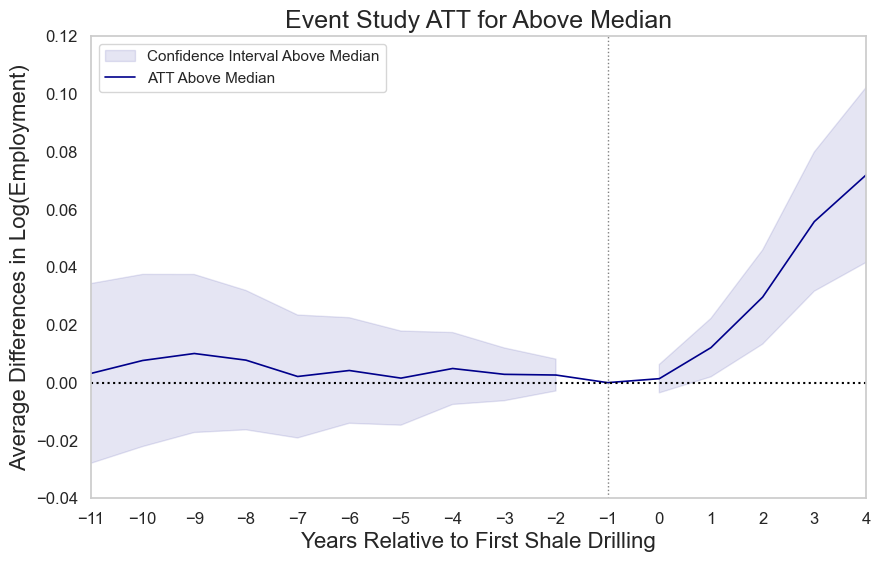 Event Study ATT for Above Median
Confidence Interval Above Median
ATT Above Median
Average Differences in Log(Employment)
0.12
0.10
0.08
0.06
0.04
0.02
0.00
−0.02
−0.04
−11 −10 −9 −8 −7 −6 −5 −4 −3 −2 −1 0 1 2 3 4
Years Relative to First Shale Drilling